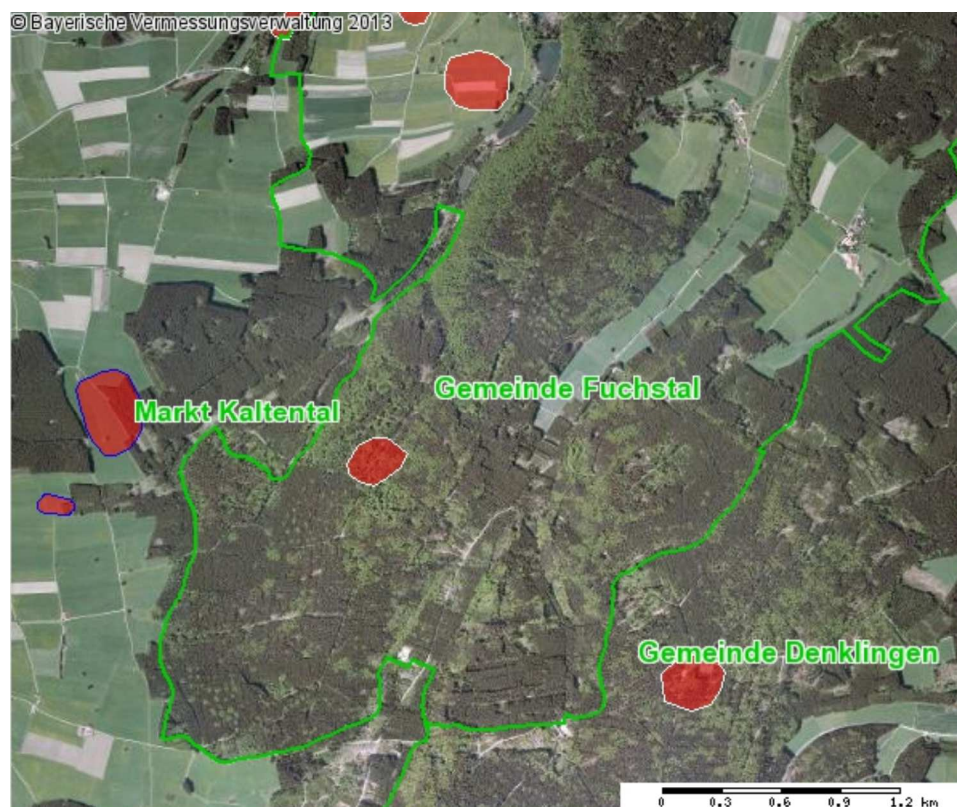 © Bayerische Vermessungsverwaltung 2013
Gemeinde Fuchstal
Markt Kaltental
Gemeinde Denklingen
0 0.3 0.6 0.9 1.2 km